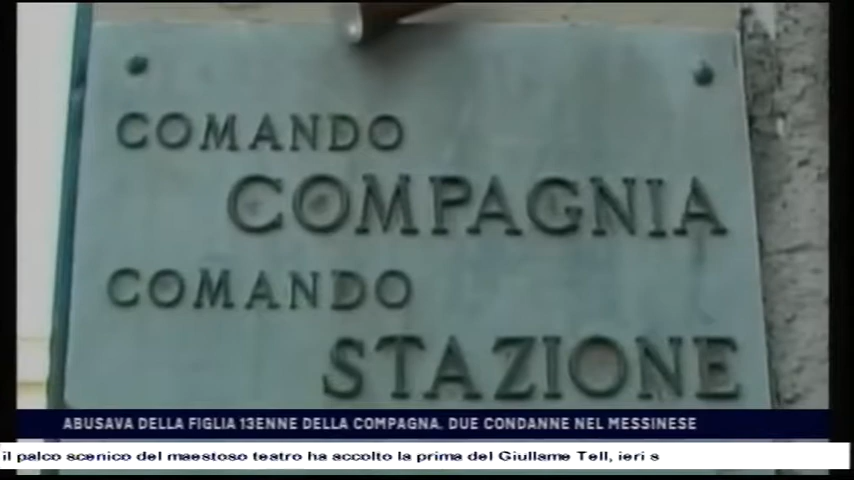 COMANDO
COMPAGNIA
COMANDO
STAZIONE
ABUSAVA DELLA FIGLIA 13ENNE DELLA COMPAGNA. DUE CONDANNE NEL MESSINESE
il palco scenico del maestoso teatro ha accolto la prima del Giullame Tell, ieri s